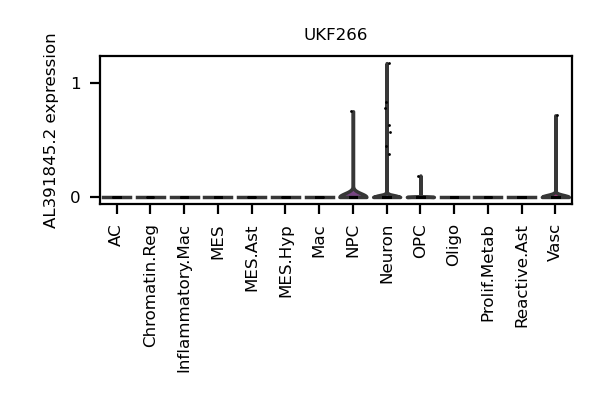 UKF266
AL391845.2 expression
1
0
AC
Chromatin.Reg
Inflammatory.Mac
MES
MES.Ast
MES.Hyp
Mac
NPC
Neuron
OPC
Oligo
Prolif.Metab
Reactive.Ast
Vasc